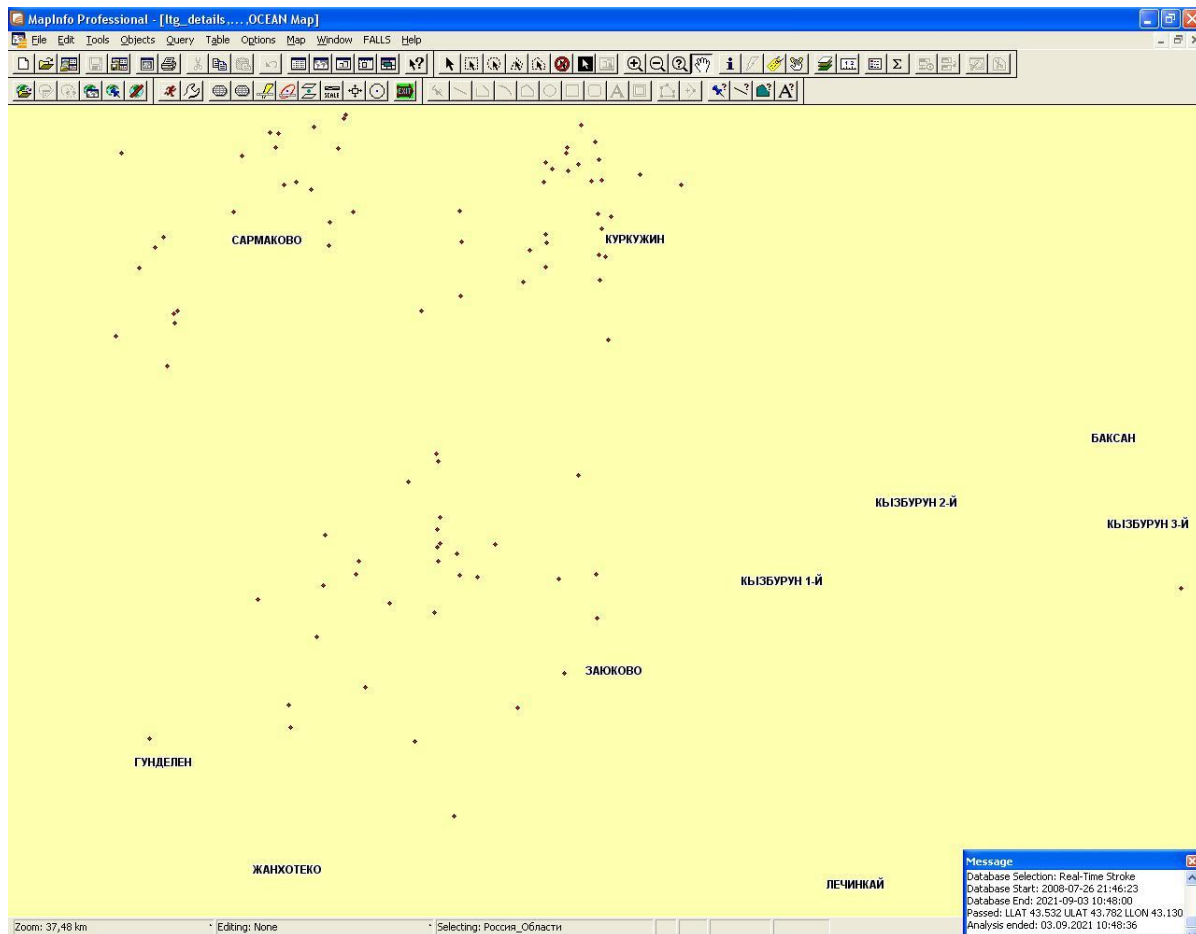 MapInfo Professional - [ltg_details,...,OCEAN Map]
File Edit Tools Objects Query Table Options Map Window FALLS Help
САРМАКОВО
КУРКУЖИН
БАКСАН
КЫЗБУРУН 2-Й
КЫЗБУРУН 3-Й
КЫЗБУРУН 1-Й
ЗАЮКОВО
ГУНДЕЛЕН
ЖАНХОТЕКО
ЛЕЧИНКАЙ
Message
Database Selection: Real-Time Stroke
Database Start: 2008-07-26 21:46:23
Database End: 2021-09-03 10:48:00
Passed: LLAT 43.532 ULAT 43.782 LLON 43.130
Analysis ended: 03.09.2021 10:48:36
Zoom: 37,48 km Editing: None Selecting: Россия_Области